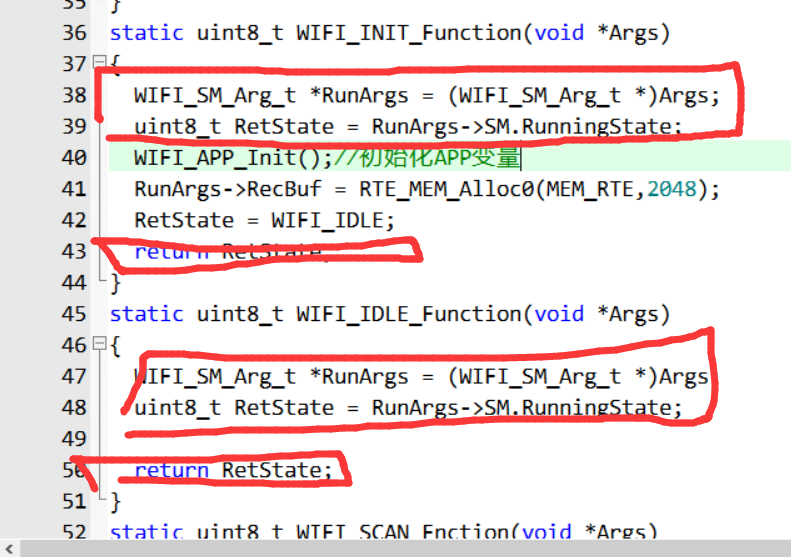 35 }
36 static uint8_t WIFI_INIT_Function(void *Args)
37 {
38 WIFI_SM_Arg_t *RunArgs = (WIFI_SM_Arg_t *)Args;
39 uint8_t RetState = RunArgs->SM.RunningState;
40 WIFI_APP_Init();//初始化APP变量
41 RunArgs->RecBuf = RTE_MEM_Alloc0(MEM_RTE,2048);
42 RetState = WIFI_IDLE;
43 return RetState;
44 }
45 static uint8_t WIFI_IDLE_Function(void *Args)
46 {
47 WIFI_SM_Arg_t *RunArgs = (WIFI_SM_Arg_t *)Args
48 uint8_t RetState = RunArgs->SM.RunningState;
49
50 return RetState;
51 }
52 static uint8_t WIFI_SCAN_Fnction(void *Args)